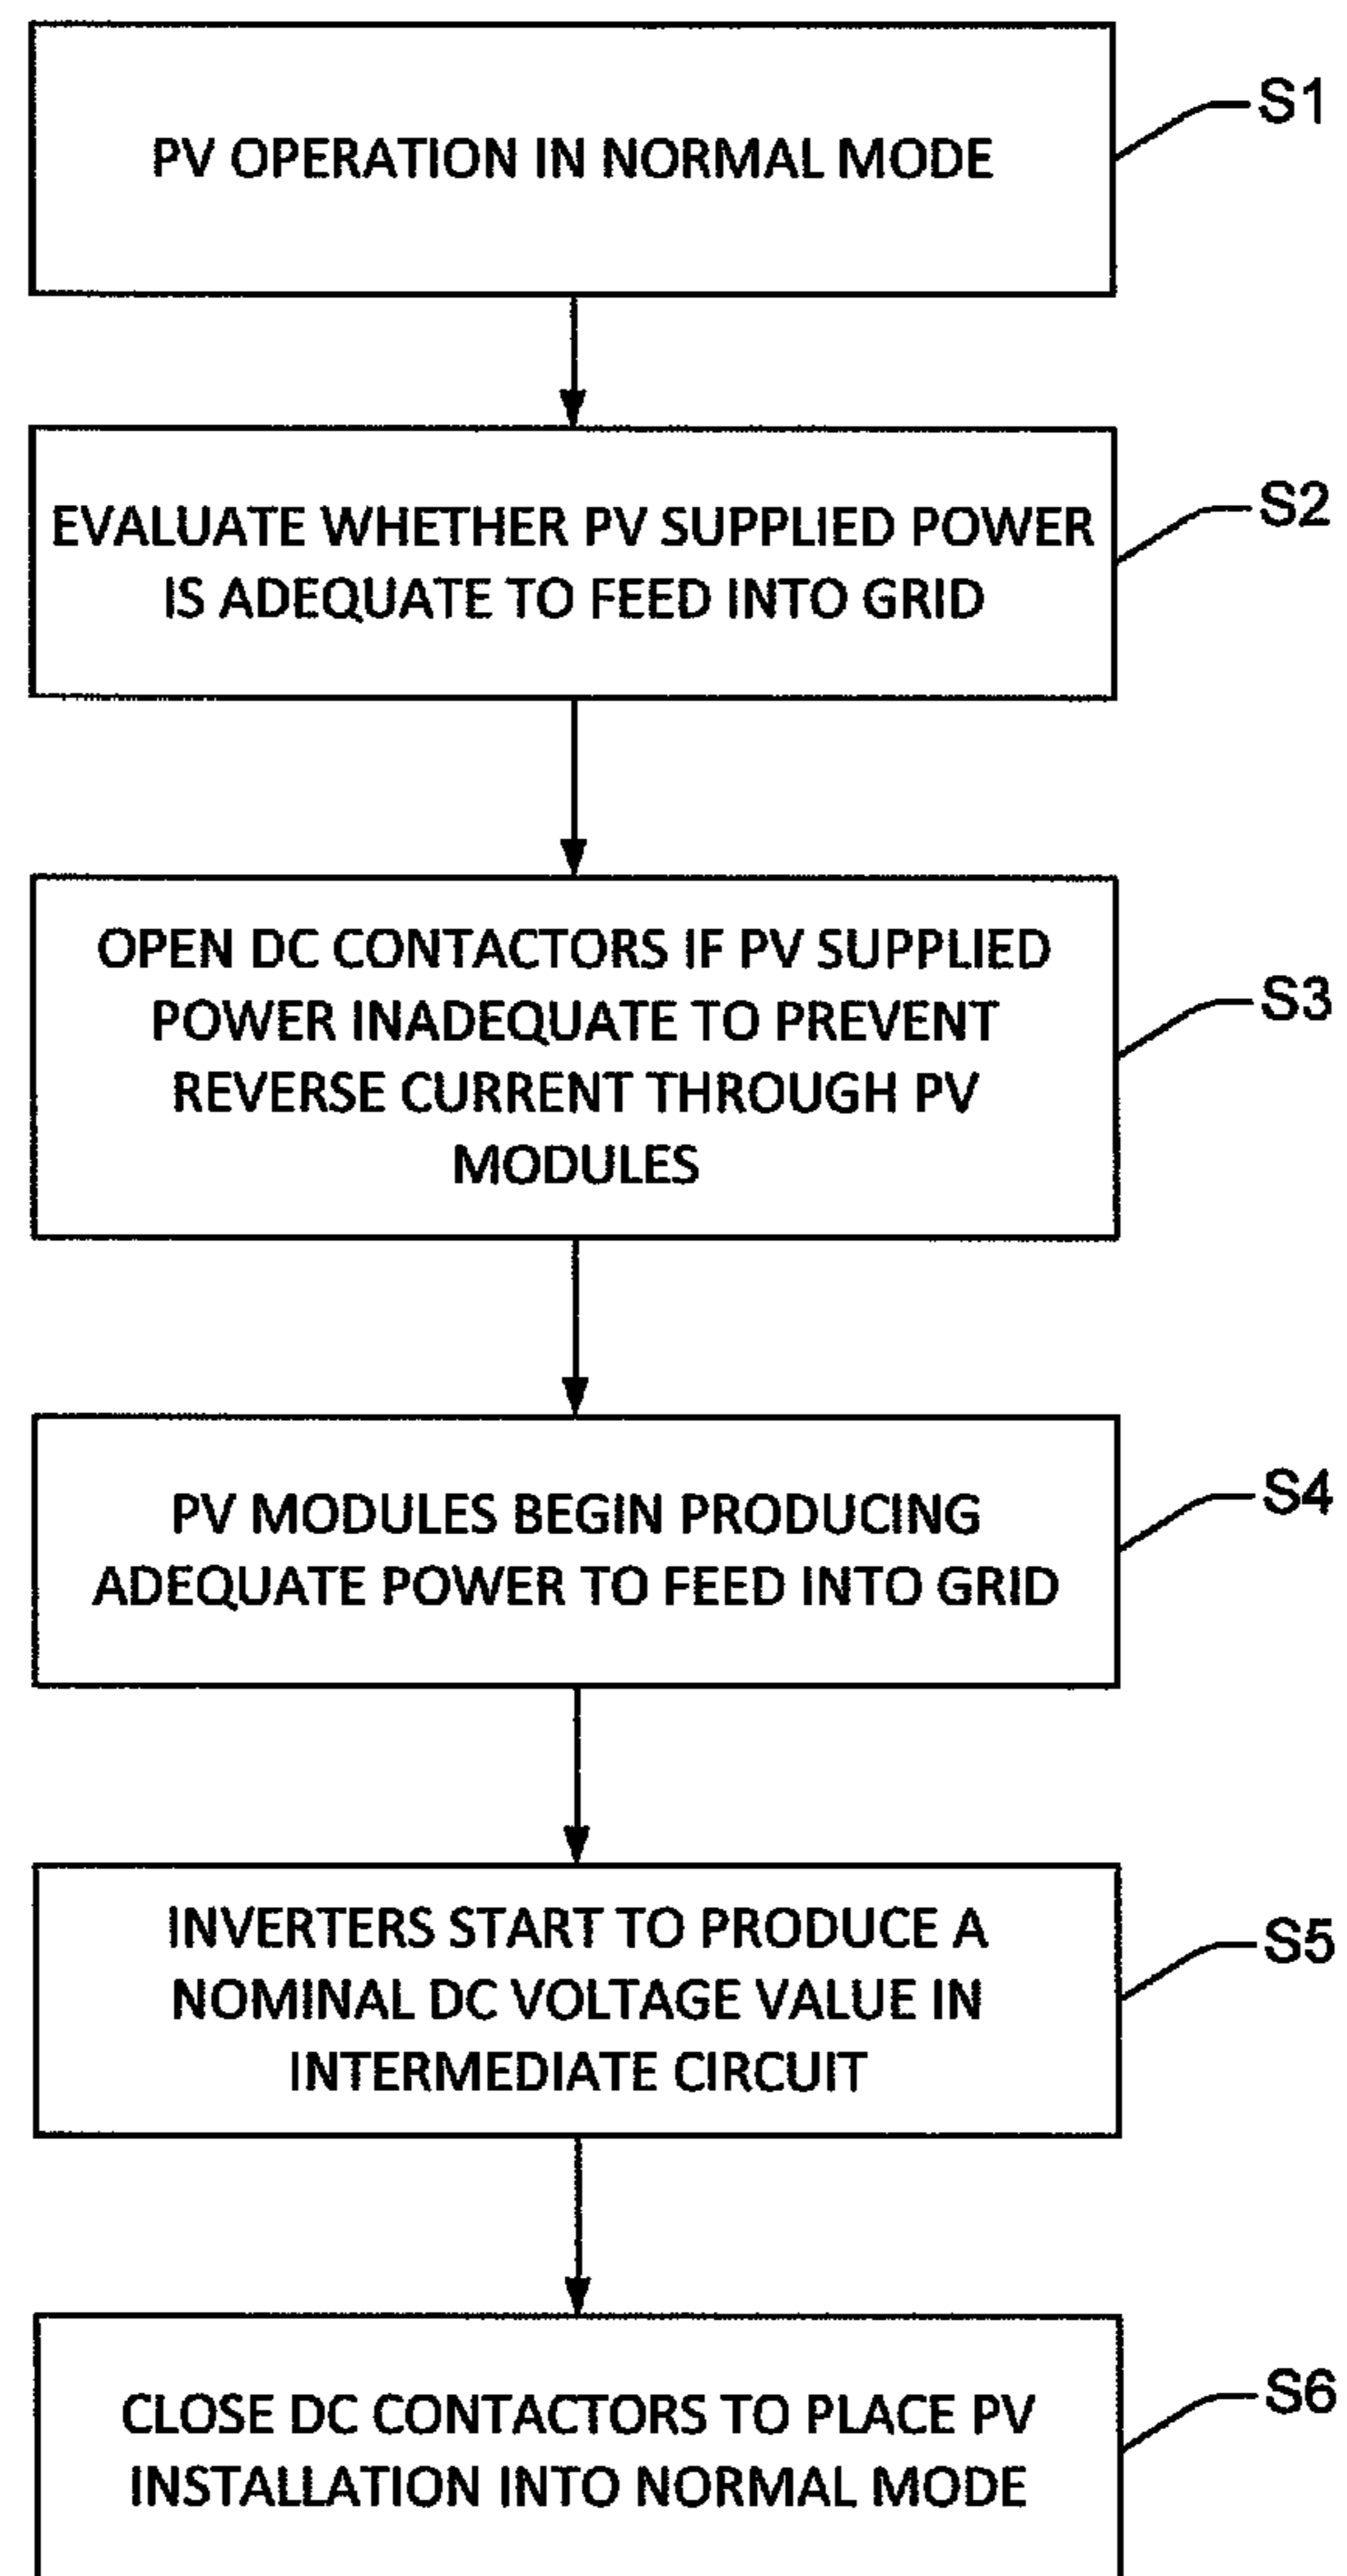 PV OPERATION IN NORMAL MODE
S1
EVALUATE WHETHER PV SUPPLIED POWER
IS ADEQUATE TO FEED INTO GRID
S2
OPEN DC CONTACTORS IF PV SUPPLIED
POWER INADEQUATE TO PREVENT
REVERSE CURRENT THROUGH PV
MODULES
S3
PV MODULES BEGIN PRODUCING
ADEQUATE POWER TO FEED INTO GRID
S4
INVERTERS START TO PRODUCE A
NOMINAL DC VOLTAGE VALUE IN
INTERMEDIATE CIRCUIT
S5
CLOSE DC CONTACTORS TO PLACE PV
INSTALLATION INTO NORMAL MODE
S6